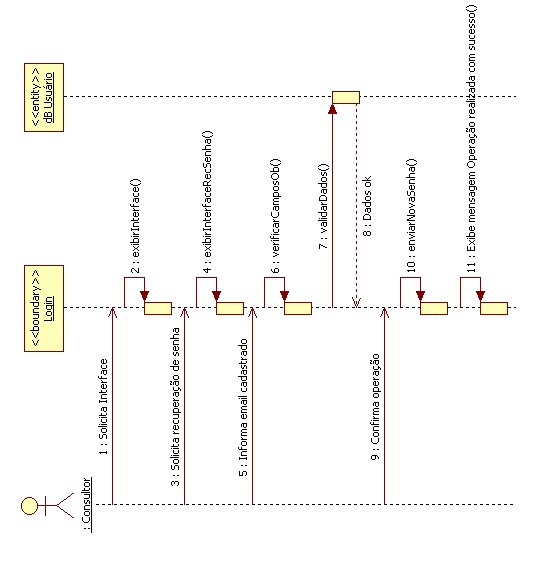 : Consultor
<<boundary>>
Login
<<entity>>
dB Usuário
1 : Solicita Interface
2 : exibirInterface()
3 : Solicita recuperação de senha
4 : exibirInterfaceRecSenha()
5 : Informa email cadastrado
6 : verificarCamposOb()
7 : validarDados()
8 : Dados ok
9 : Confirma operação
10 : enviarNovaSenha()
11 : Exibe mensagem Operação realizada com sucesso()